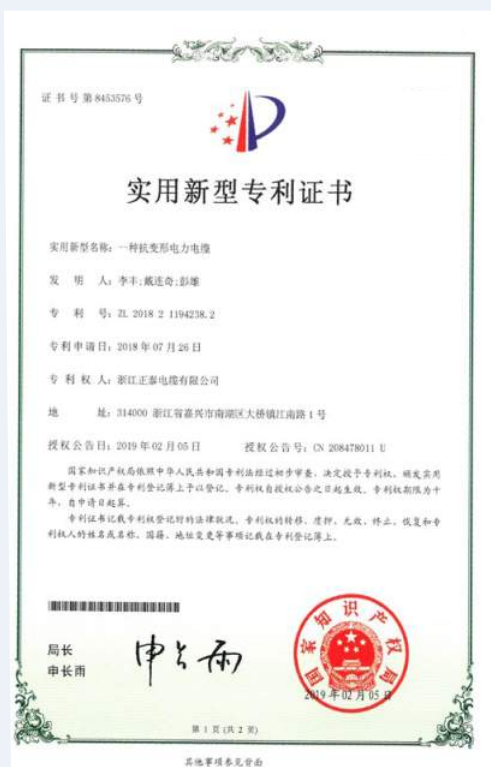 证书号第8453576号
实用新型专利证书
实用新型名称：一种抗变形电力电缆
发明人：李丰;戴连奇;彭雄
专利号：ZL 2018 2 1194238.2
专利申请日：2018年07月26日
专利权人：浙江正泰电缆有限公司
地址：314000 浙江省嘉兴市南湖区大桥镇江南路1号
授权公告日：2019年02月05日 授权公告号：CN 208478011 U
国家知识产权局依照中华人民共和国专利法经过初步审查，决定授予专利权，颁发实用
新型专利证书并在专利登记簿上予以登记。专利权自授权公告之日起生效。专利权期限为十
年，自申请日起算。
专利证书记载专利权登记时的法律状况。专利权的转移、质押、无效、终止、恢复和专
利权人的姓名或名称、国籍、地址变更等事项记载在专利登记簿上。
局长
申长雨
申长雨
国家知识产权局
2019年02月05日
第 1 页 (共 2 页)
其他事项参见背面